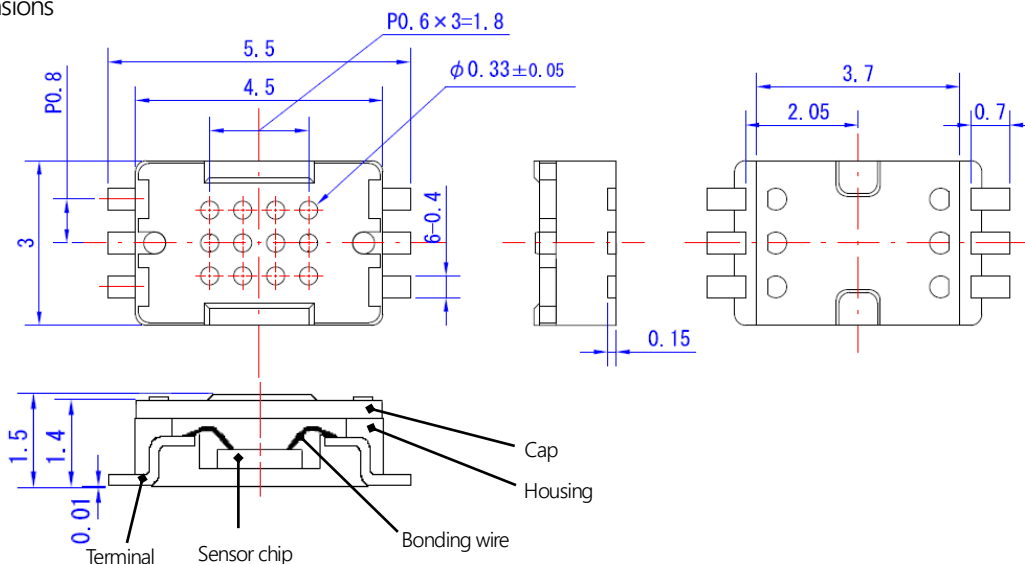 sions
P0.6×3=1.8
5.5
φ0.33±0.05
4.5
P0.8
3.7
2.05
0.7
3
6-0.4
0.15
1.5
1.4
0.01
Cap
Housing
Bonding wire
Sensor chip
Terminal